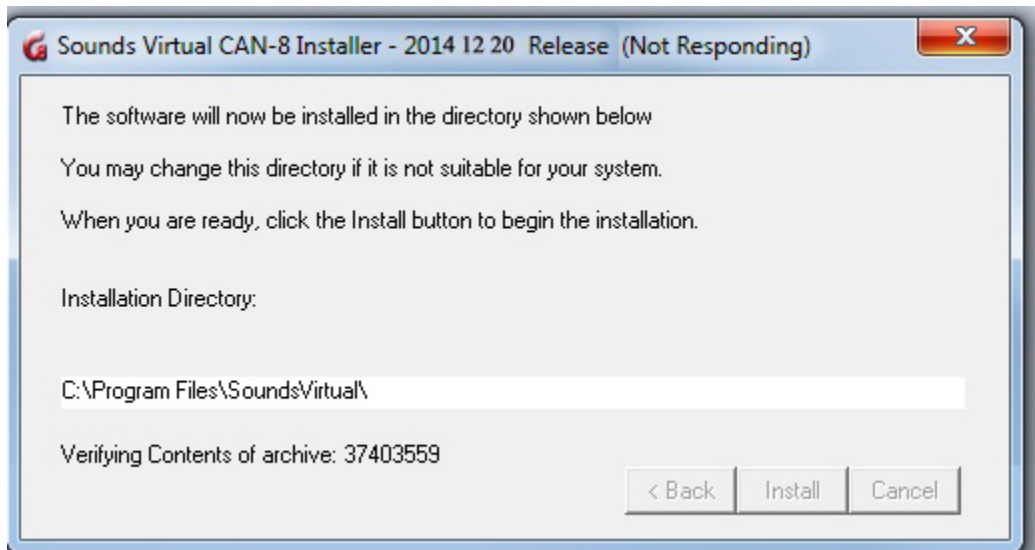 Sounds Virtual CAN-8 Installer - 2014 12 20 Release (Not Responding)
The software will now be installed in the directory shown below
You may change this directory if it is not suitable for your system.
When you are ready, click the Install button to begin the installation.
Installation Directory:
C:\Program Files\SoundsVirtual\
Verifying Contents of archive: 37403559
< Back Install Cancel